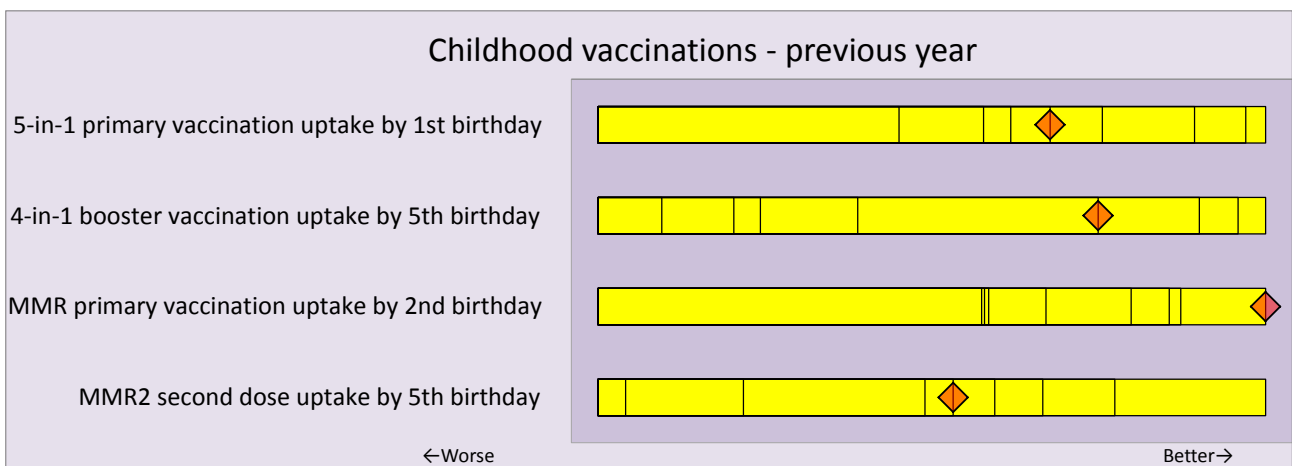 Childhood vaccinations - previous year
5-in-1 primary vaccination uptake by 1st birthday
4-in-1 booster vaccination uptake by 5th birthday
MMR primary vaccination uptake by 2nd birthday
MMR2 second dose uptake by 5th birthday
←Worse Better→